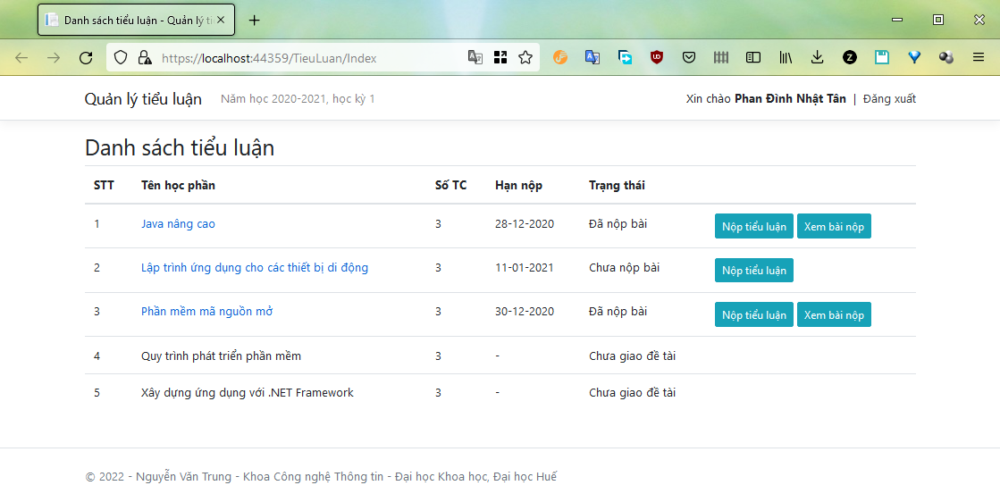 Danh sách tiểu luận - Quản lý ti
https://localhost:44359/TieuLuan/Index
Quản lý tiểu luận Năm học 2020-2021, học kỳ 1 Xin chào Phan Đình Nhật Tân | Đăng xuất
Danh sách tiểu luận
STT Tên học phần Số TC Hạn nộp Trạng thái
1 Java nâng cao 3 28-12-2020 Đã nộp bài Nộp tiểu luận Xem bài nộp
2 Lập trình ứng dụng cho các thiết bị di động 3 11-01-2021 Chưa nộp bài Nộp tiểu luận
3 Phần mềm mã nguồn mở 3 30-12-2020 Đã nộp bài Nộp tiểu luận Xem bài nộp
4 Quy trình phát triển phần mềm 3 - Chưa giao đề tài
5 Xây dựng ứng dụng với .NET Framework 3 - Chưa giao đề tài
© 2022 - Nguyễn Văn Trung - Khoa Công nghệ Thông tin - Đại học Khoa học, Đại học Huế